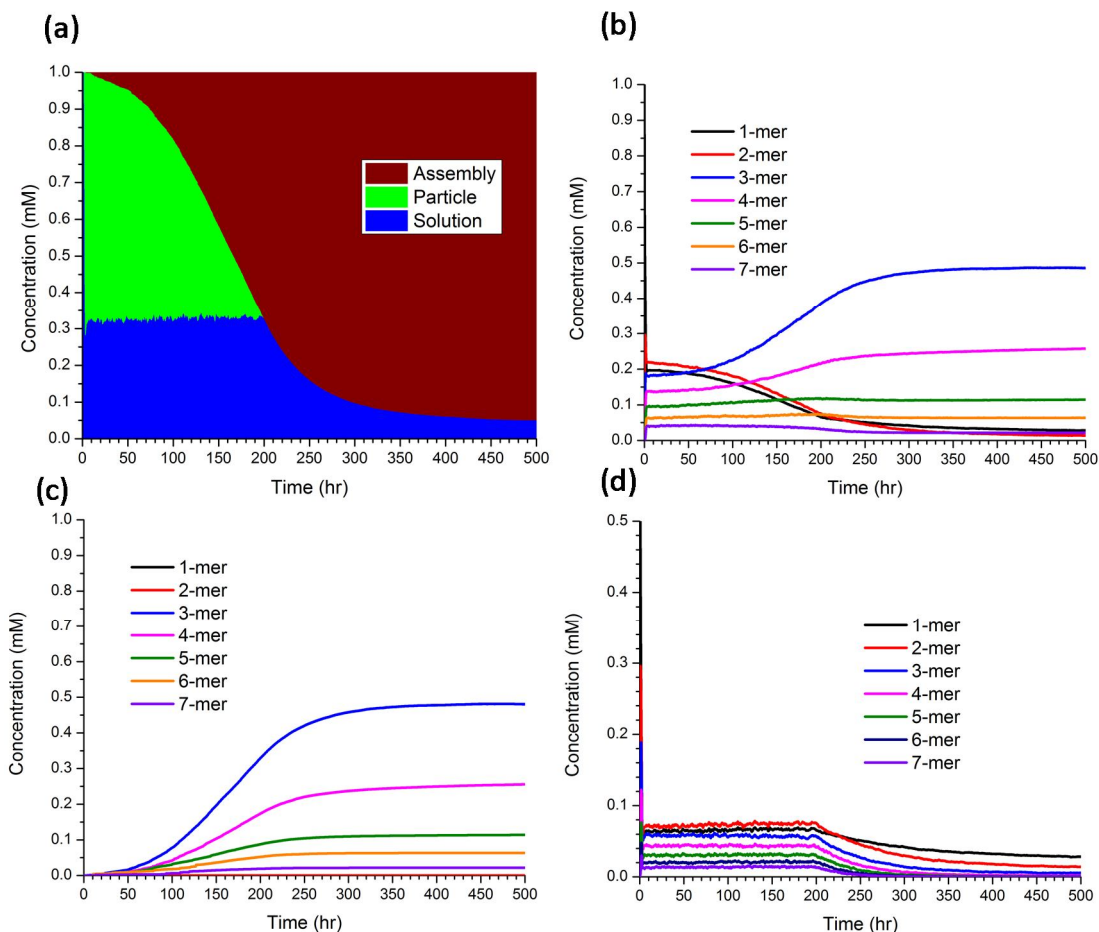 (a)
Concentration (mM)
1.0
0.9
0.8
0.7
0.6
0.5
0.4
0.3
0.2
0.1
0.0
Assembly
Particle
Solution
0 50 100 150 200 250 300 350 400 450 500
Time (hr)
(b)
Concentration (mM)
1.0
0.9
0.8
0.7
0.6
0.5
0.4
0.3
0.2
0.1
0.0
1-mer
2-mer
3-mer
4-mer
5-mer
6-mer
7-mer
0 50 100 150 200 250 300 350 400 450 500
Time (hr)
(c)
Concentration (mM)
1.0
0.9
0.8
0.7
0.6
0.5
0.4
0.3
0.2
0.1
0.0
1-mer
2-mer
3-mer
4-mer
5-mer
6-mer
7-mer
0 50 100 150 200 250 300 350 400 450 500
Time (hr)
(d)
Concentration (mM)
0.5
0.4
0.3
0.2
0.1
0.0
1-mer
2-mer
3-mer
4-mer
5-mer
6-mer
7-mer
0 50 100 150 200 250 300 350 400 450 500
Time (hr)